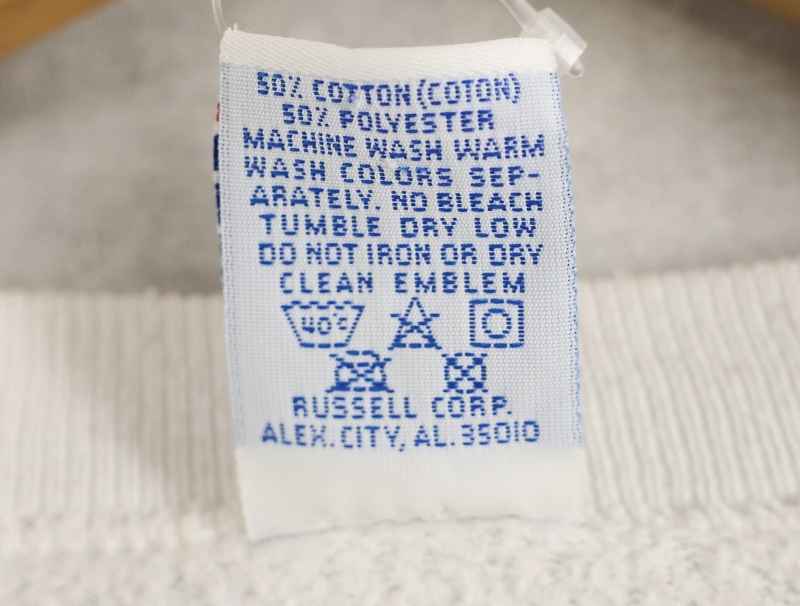 50% COTTON (COTON)
50% POLYESTER
MACHINE WASH WARM
WASH COLORS SEP-
ARATELY. NO BLEACH
TUMBLE DRY LOW
DO NOT IRON OR DRY
CLEAN EMBLEM
40°C
RUSSELL CORP.
ALEX. CITY, AL. 35010